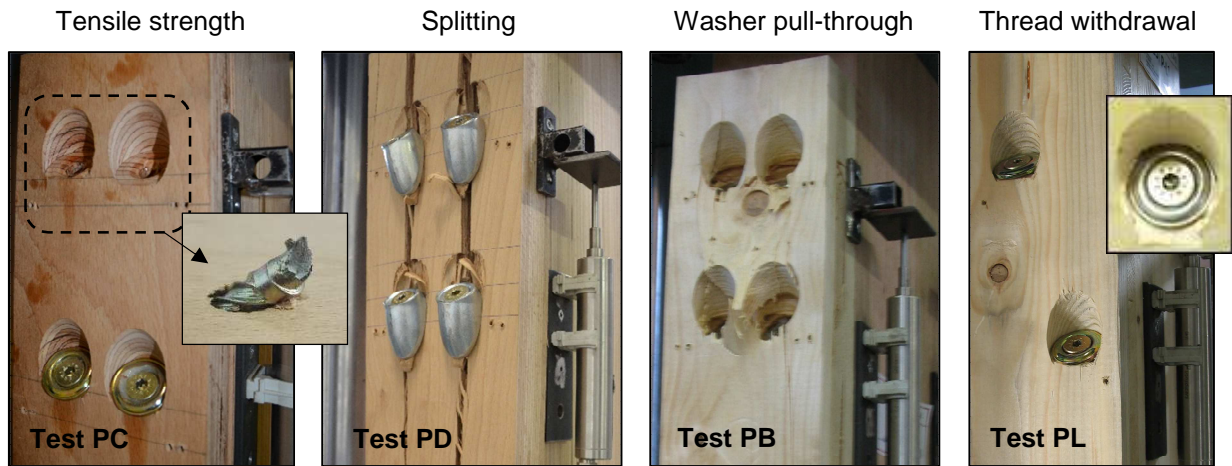 Tensile strength
Splitting
Washer pull-through
Thread withdrawal
Test PC
Test PD
Test PB
Test PL